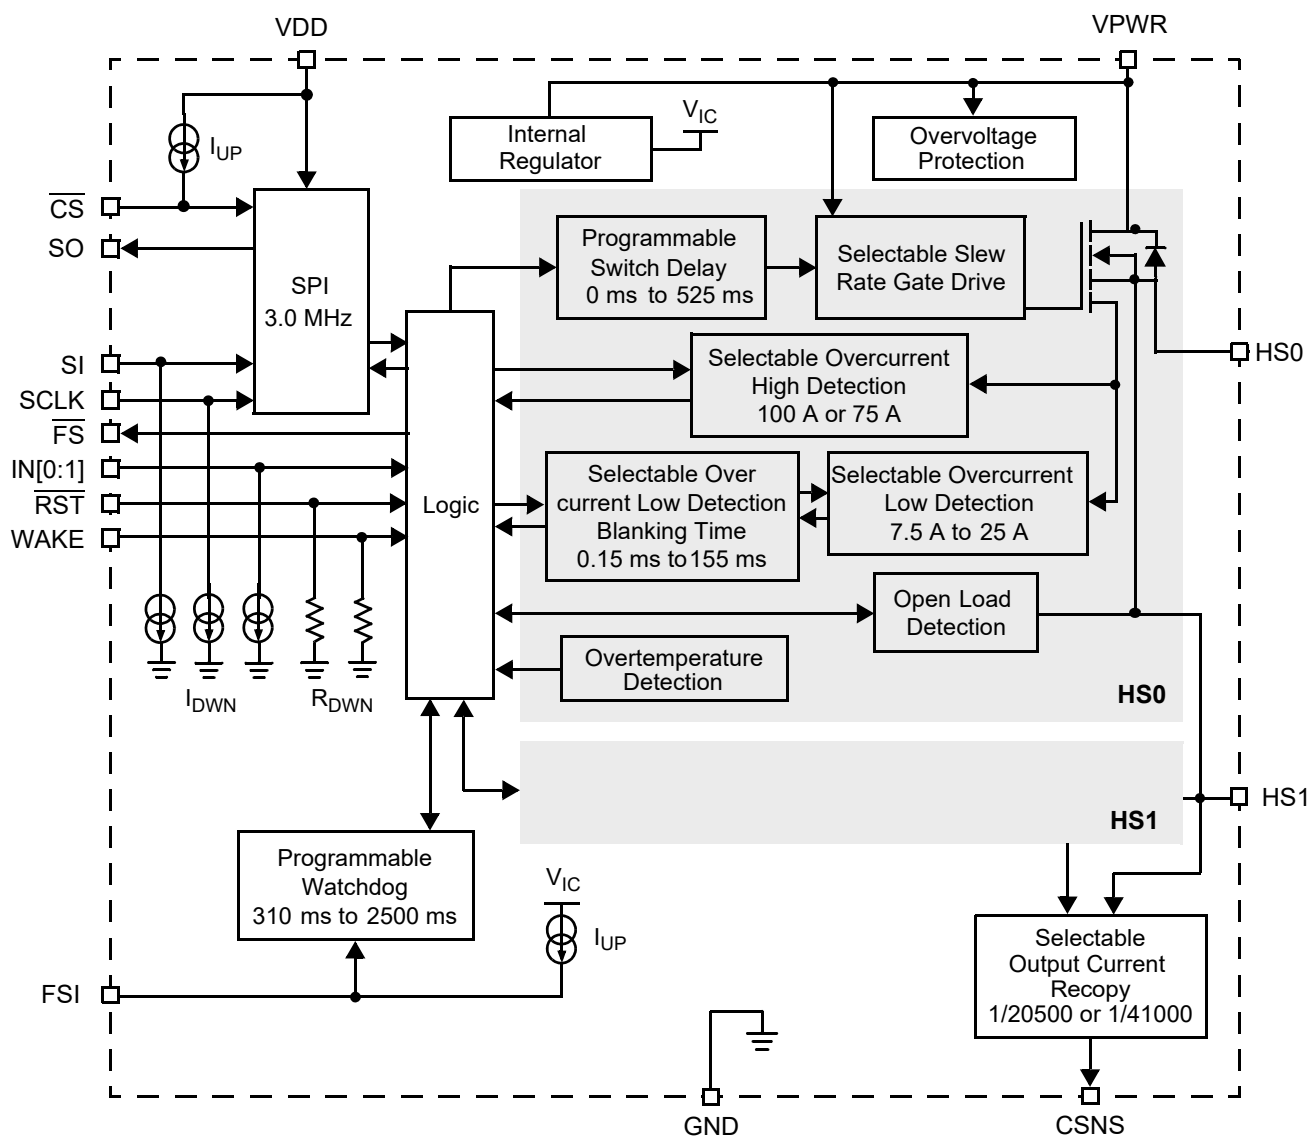 VDD
VPWR
Internal
Regulator
VIC
Overvoltage
Protection
IUP
CS
SO
SPI
3.0 MHz
Programmable
Switch Delay
0 ms to 525 ms
Selectable Slew
Rate Gate Drive
HS0
SI
SCLK
FS
IN[0:1]
RST
WAKE
Logic
Selectable Overcurrent
High Detection
100 A or 75 A
Selectable Over
current Low Detection
Blanking Time
0.15 ms to 155 ms
Selectable Overcurrent
Low Detection
7.5 A to 25 A
Open Load
Detection
Overtemperature
Detection
HS0
IDWN
RDWN
HS1
HS1
Programmable
Watchdog
310 ms to 2500 ms
VIC
IUP
FSI
Selectable
Output Current
Recopy
1/20500 or 1/41000
GND
CSNS